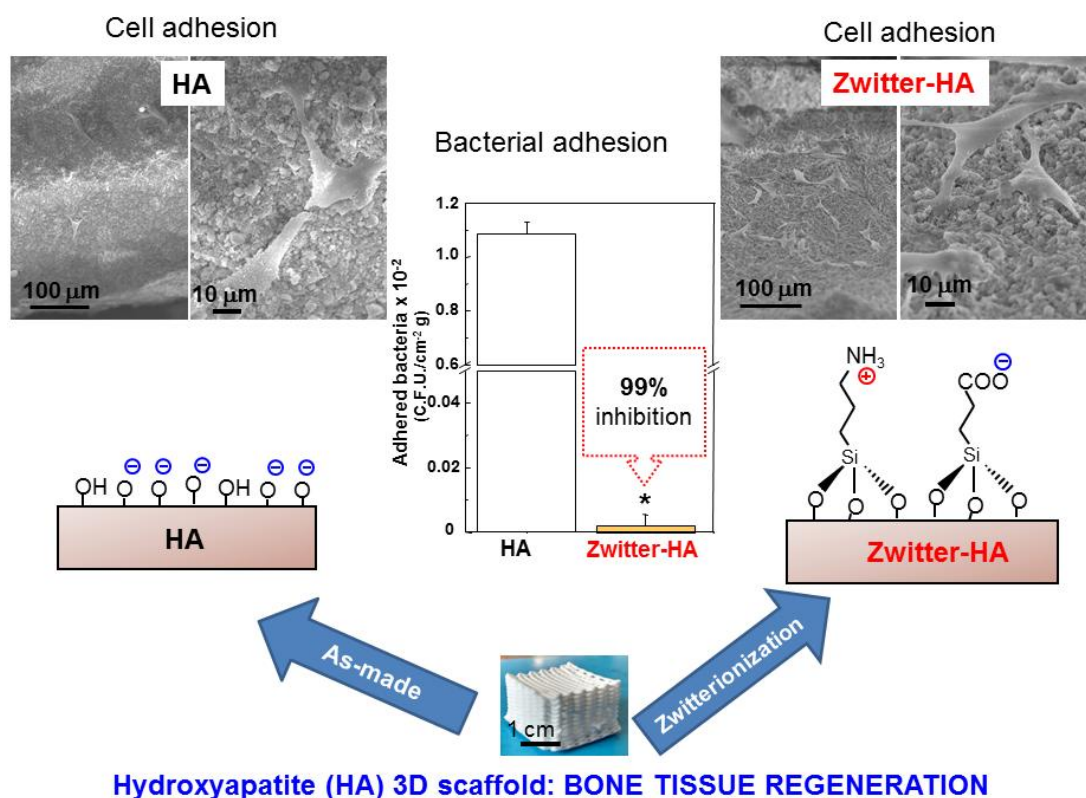 Cell adhesion
HA
100 μm
10 μm
Bacterial adhesion
Adhered bacteria x 10-2
(C.F.U./cm-2 g)
1.2
1.0
0.8
0.6
0.04
0.02
0
99%
inhibition
*
HA
Zwitter-HA
Cell adhesion
Zwitter-HA
100 μm
10 μm
OH O O O OH O O
⊖ ⊖ ⊖ ⊖ ⊖
HA
NH3
⊕
COO
⊖
Si
Si
O O O O O O
Zwitter-HA
As-made
Zwitterionization
1 cm
Hydroxyapatite (HA) 3D scaffold: BONE TISSUE REGENERATION